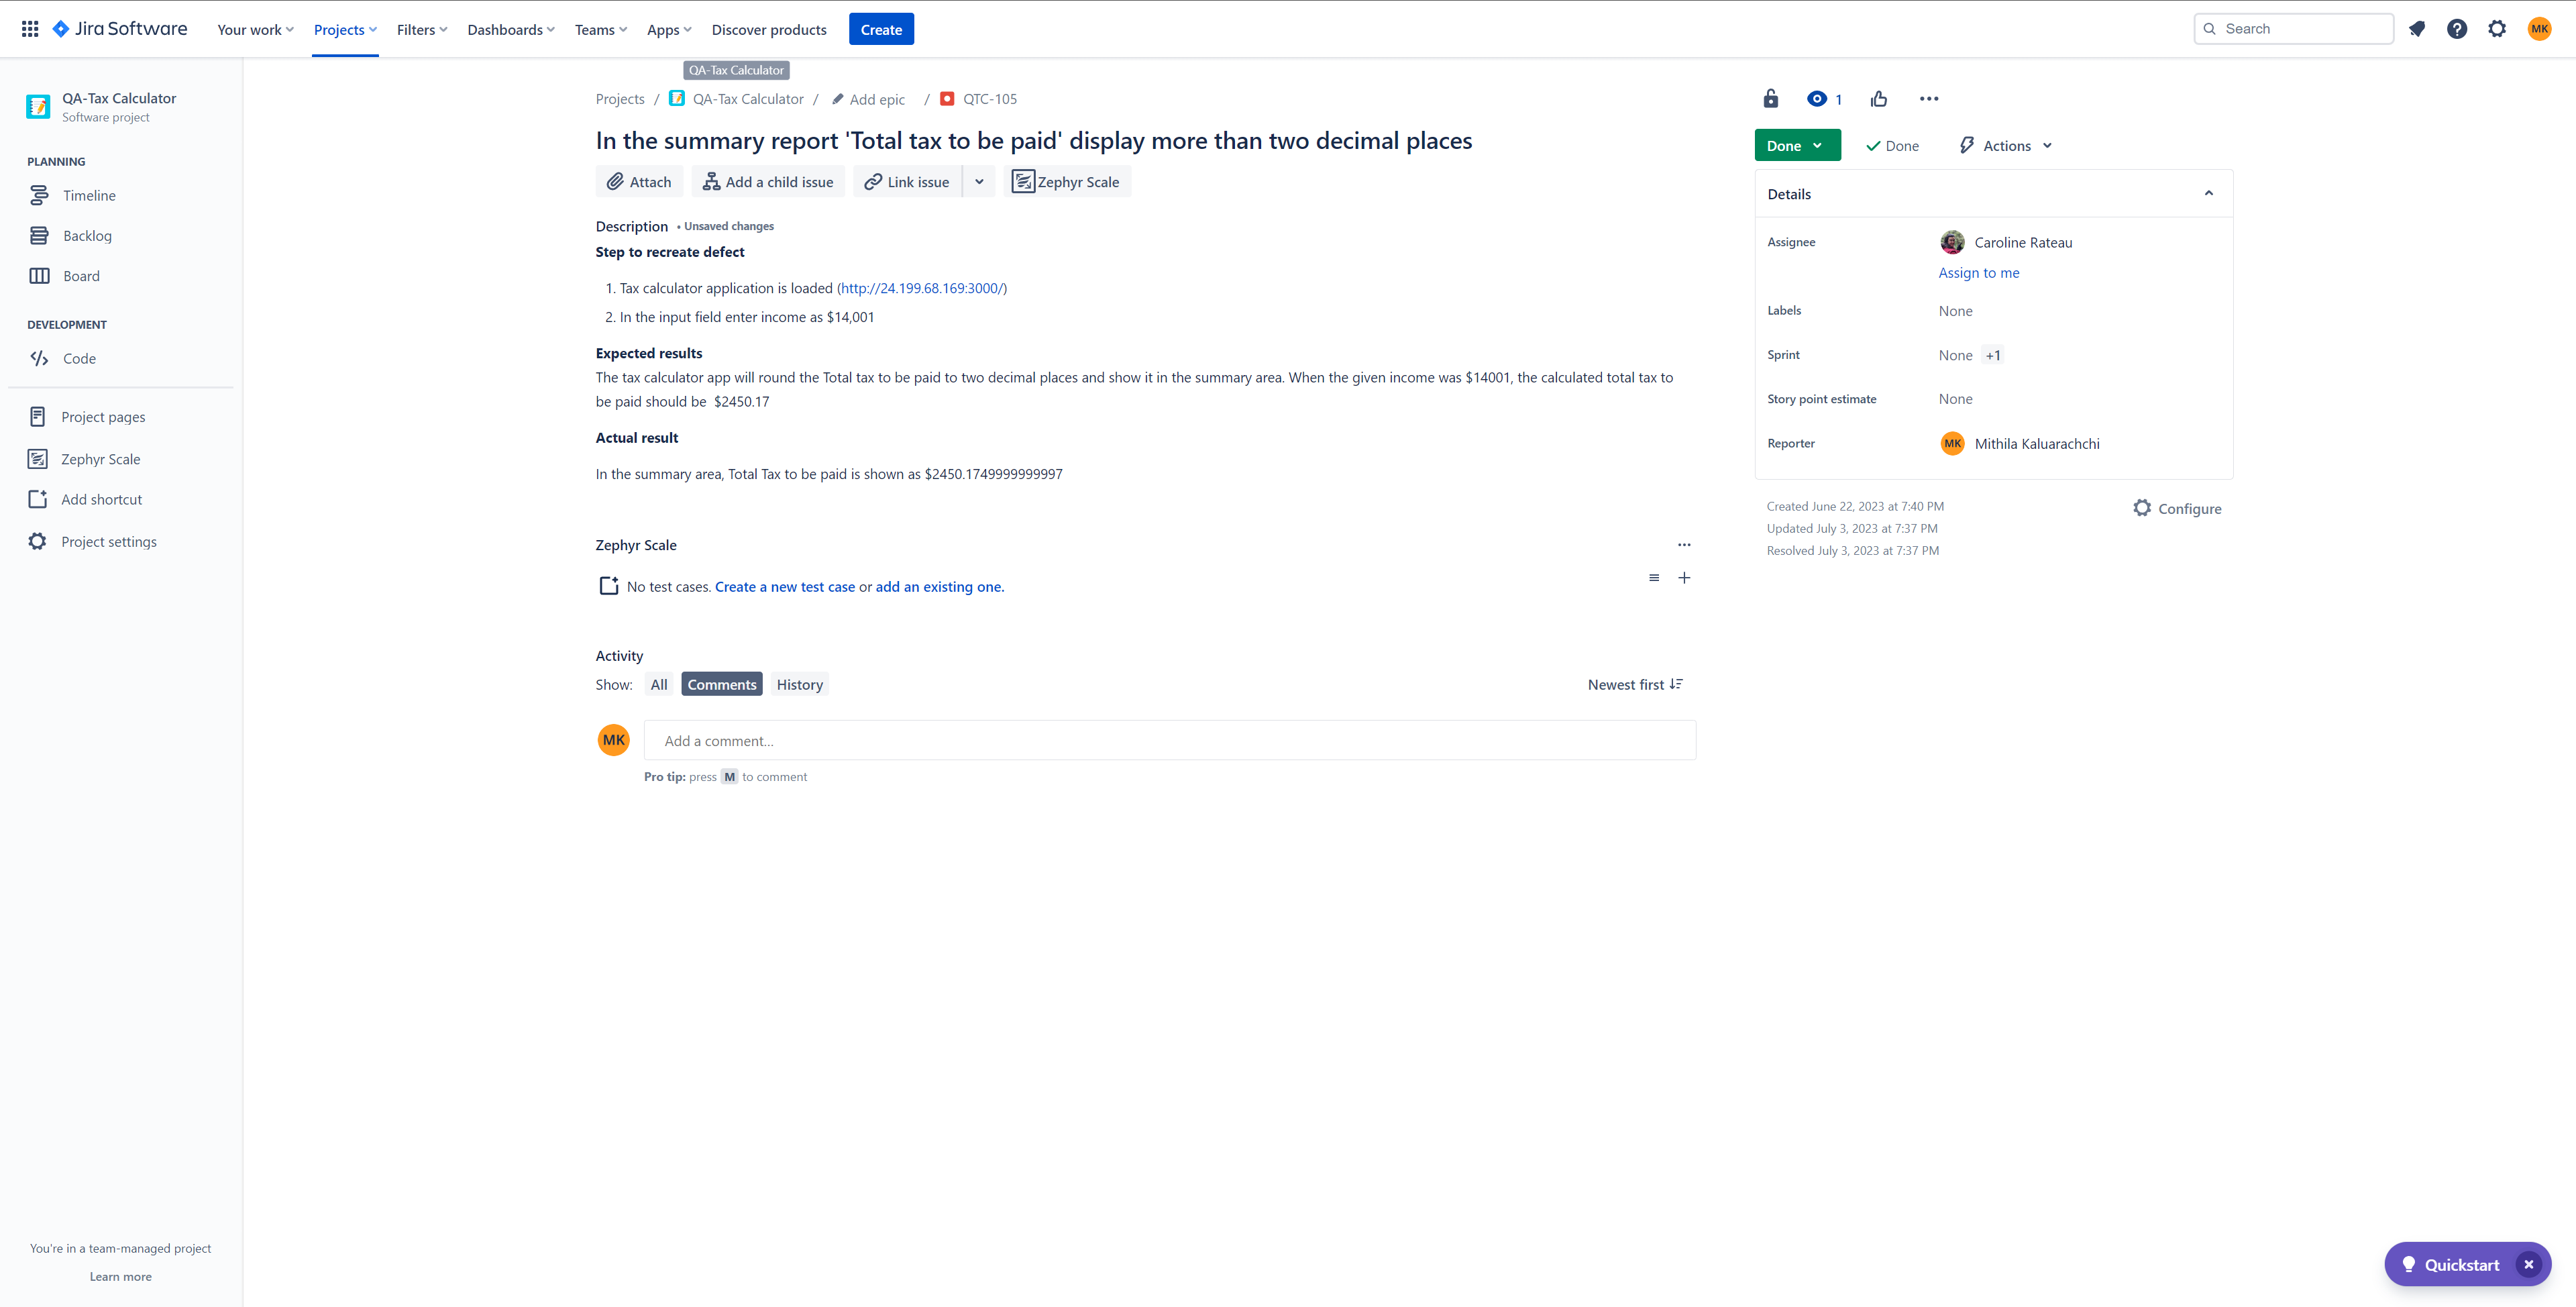 Jira Software
Your work
Projects
Filters
Dashboards
Teams
Apps
Discover products
Create
Search
MK
QA-Tax Calculator
QA-Tax Calculator
Software project
PLANNING
Timeline
Backlog
Board
DEVELOPMENT
Code
Project pages
Zephyr Scale
Add shortcut
Project settings
You're in a team-managed project
Learn more
Projects / QA-Tax Calculator / Add epic / QTC-105
In the summary report 'Total tax to be paid' display more than two decimal places
Attach
Add a child issue
Link issue
Zephyr Scale
Description • Unsaved changes
Step to recreate defect
1. Tax calculator application is loaded (http://24.199.68.169:3000/)
2. In the input field enter income as $14,001
Expected results
The tax calculator app will round the Total tax to be paid to two decimal places and show it in the summary area. When the given income was $14001, the calculated total tax to
be paid should be $2450.17
Actual result
In the summary area, Total Tax to be paid is shown as $2450.1749999999997
Zephyr Scale
No test cases. Create a new test case or add an existing one.
Activity
Show: All Comments History
Newest first
MK
Add a comment...
Pro tip: press M to comment
1
Done
Done
Actions
Details
Assignee
Caroline Rateau
Assign to me
Labels
None
Sprint
None +1
Story point estimate
None
Reporter
MK Mithila Kaluarachchi
Created June 22, 2023 at 7:40 PM
Updated July 3, 2023 at 7:37 PM
Resolved July 3, 2023 at 7:37 PM
Configure
Quickstart